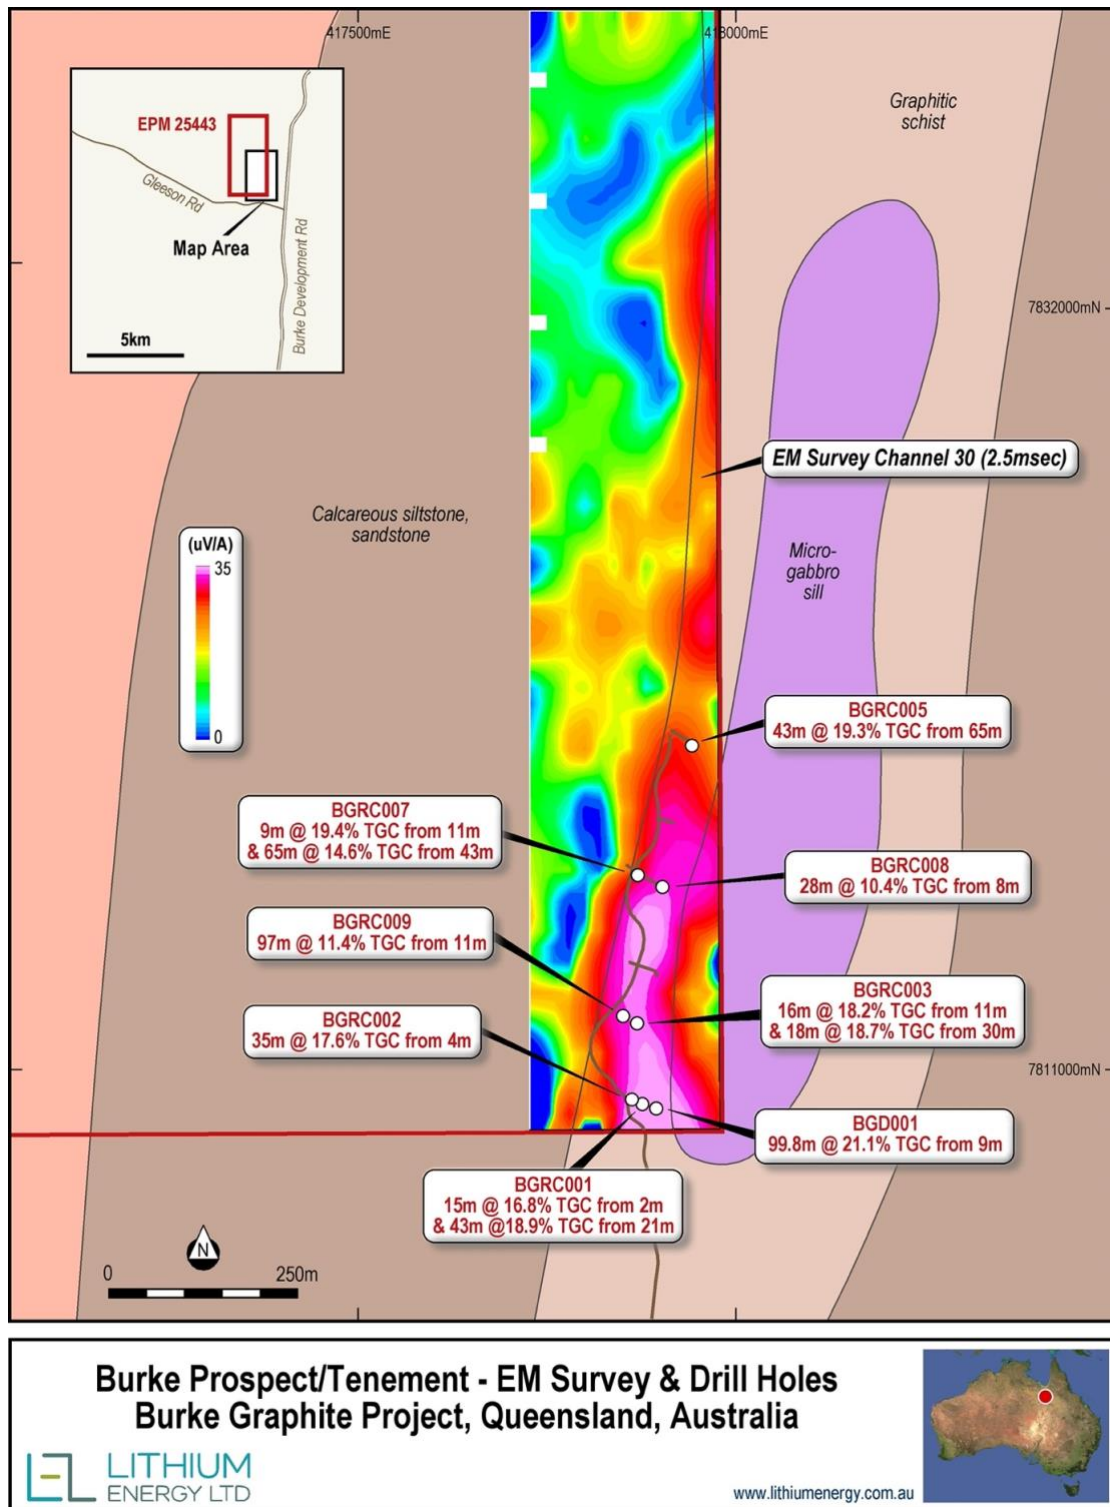 417500mE
418000mE
EPM 25443
Gleeson Rd
Burke Development Rd
Map Area
5km
Graphitic
schist
7832000mN
EM Survey Channel 30 (2.5msec)
Calcareous siltstone,
sandstone
(uV/A)
35
0
Micro-
gabbro
sill
BGRC005
43m @ 19.3% TGC from 65m
BGRC007
9m @ 19.4% TGC from 11m
& 65m @ 14.6% TGC from 43m
BGRC008
28m @ 10.4% TGC from 8m
BGRC009
97m @ 11.4% TGC from 11m
BGRC003
16m @ 18.2% TGC from 11m
& 18m @ 18.7% TGC from 30m
BGRC002
35m @ 17.6% TGC from 4m
7811000mN
BGD001
99.8m @ 21.1% TGC from 9m
BGRC001
15m @ 16.8% TGC from 2m
& 43m @18.9% TGC from 21m
N
0
250m
Burke Prospect/Tenement - EM Survey & Drill Holes
Burke Graphite Project, Queensland, Australia
LEL
LITHIUM
ENERGY LTD
www.lithiumenergy.com.au